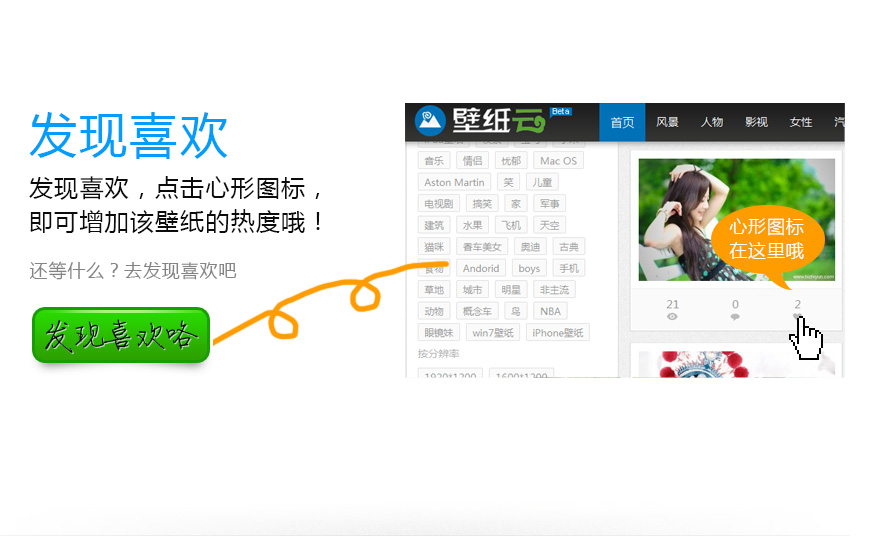 发现喜欢
发现喜欢，点击心形图标，
即可增加该壁纸的热度哦！
还等什么？去发现喜欢吧
发现喜欢咯
壁纸云 Beta
首页 风景 人物 影视 女性
音乐 情侣 忧郁 Mac OS
Aston Martin 笑 儿童
电视剧 搞笑 家 军事
建筑 水果 飞机 天空
猫咪 香车美女 奥迪 古典
食物 Andorid boys 手机
草地 城市 明星 非主流
动物 概念车 鸟 NBA
眼镜妹 win7壁纸 iPhone壁纸
按分辨率
1920*1200 1600*1200
心形图标
在这里哦
21 0 2